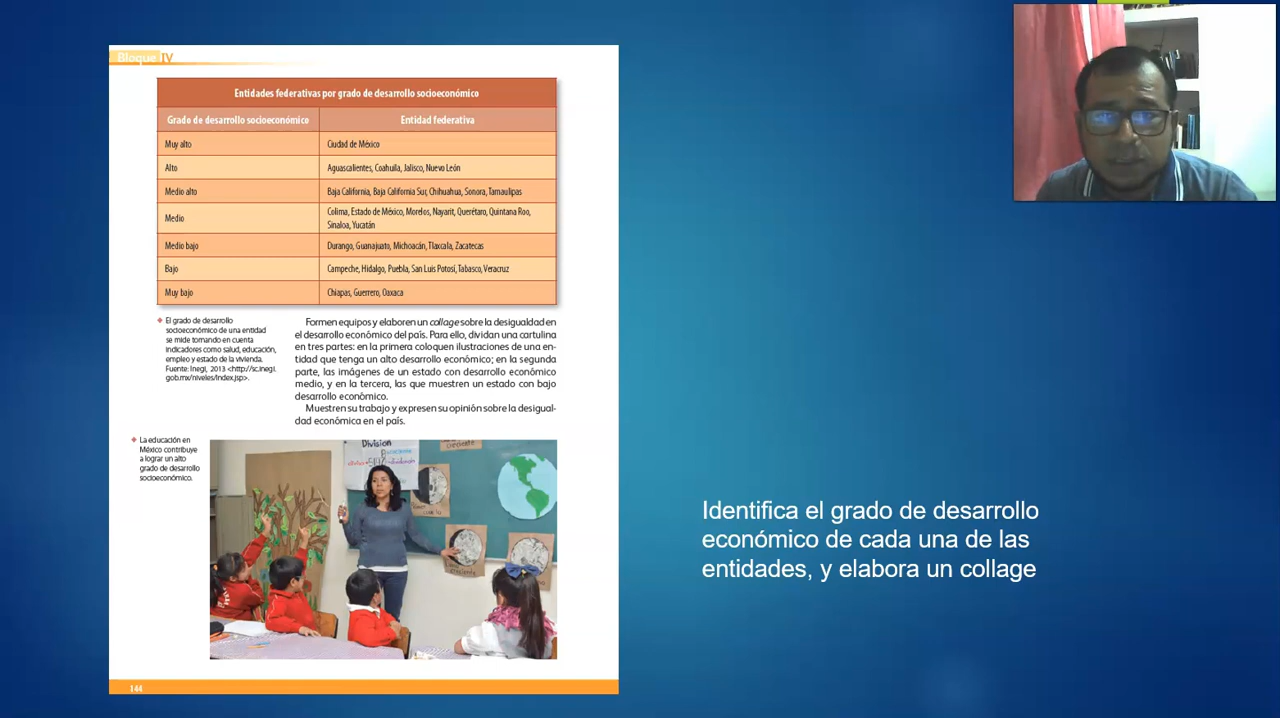 Bloque IV
Entidades federativas por grado de desarrollo socioeconómico
Grado de desarrollo socioeconómico Entidad federativa
Muy alto Ciudad de México
Alto Aguascalientes, Coahuila, Jalisco, Nuevo León
Medio alto Baja California, Baja California Sur, Chihuahua, Sonora, Tamaulipas
Medio Colima, Estado de México, Morelos, Nayarit, Querétaro, Quintana Roo,
Sinaloa, Yucatán
Medio bajo Durango, Guanajuato, Michoacán, Tlaxcala, Zacatecas
Bajo Campeche, Hidalgo, Puebla, San Luis Potosí, Tabasco, Veracruz
Muy bajo Chiapas, Guerrero, Oaxaca
El grado de desarrollo
socioeconómico de una entidad
se mide tomando en cuenta
indicadores como salud, educación,
empleo y estado de la vivienda.
Fuente: Inegi, 2013 <http://sc.inegi.
gob.mx/niveles/index.jsp>.
Formen equipos y elaboren un collage sobre la desigualdad en
el desarrollo económico del país. Para ello, dividan una cartulina
en tres partes: en la primera coloquen ilustraciones de una en-
tidad que tenga un alto desarrollo económico; en la segunda
parte, las imágenes de un estado con desarrollo económico
medio, y en la tercera, las que muestren un estado con bajo
desarrollo económico.
Muestren su trabajo y expresen su opinión sobre la desigual-
dad económica en el país.
La educación en
México contribuye
a lograr un alto
grado de desarrollo
socioeconómico.
División
144
Identifica el grado de desarrollo
económico de cada una de las
entidades, y elabora un collage